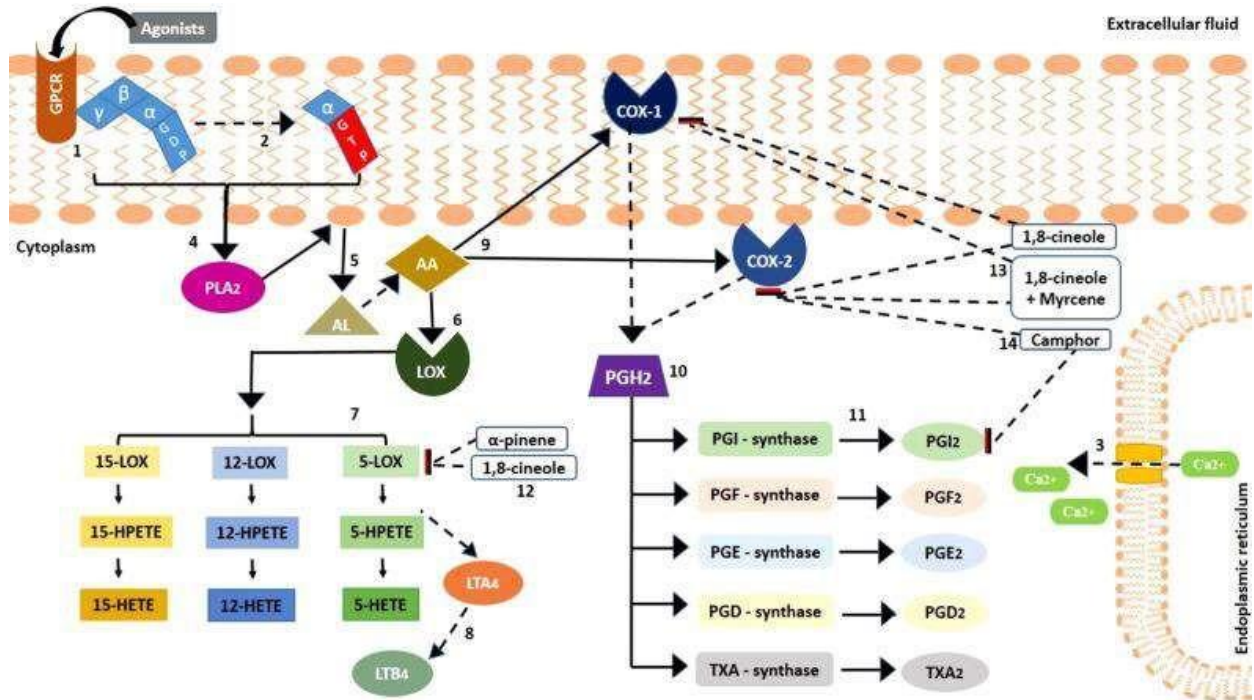 Agonists
Extracellular fluid
GPCR
γ
β
α
GDP
1
2
α
GTP
COX-1
Cytoplasm
4
5
AA
9
COX-2
1,8-cineole
13
1,8-cineole
+ Myrcene
14
Camphor
PLA2
AL
6
LOX
PGH2
10
7
15-LOX
12-LOX
5-LOX
α-pinene
1,8-cineole
12
15-HPETE
12-HPETE
5-HPETE
LTA4
15-HETE
12-HETE
5-HETE
8
LTB4
11
PGI - synthase
PGI2
PGF - synthase
PGF2
PGE - synthase
PGE2
PGD - synthase
PGD2
TXA - synthase
TXA2
3
Ca2+
Ca2+
Ca2+
Endoplasmic reticulum